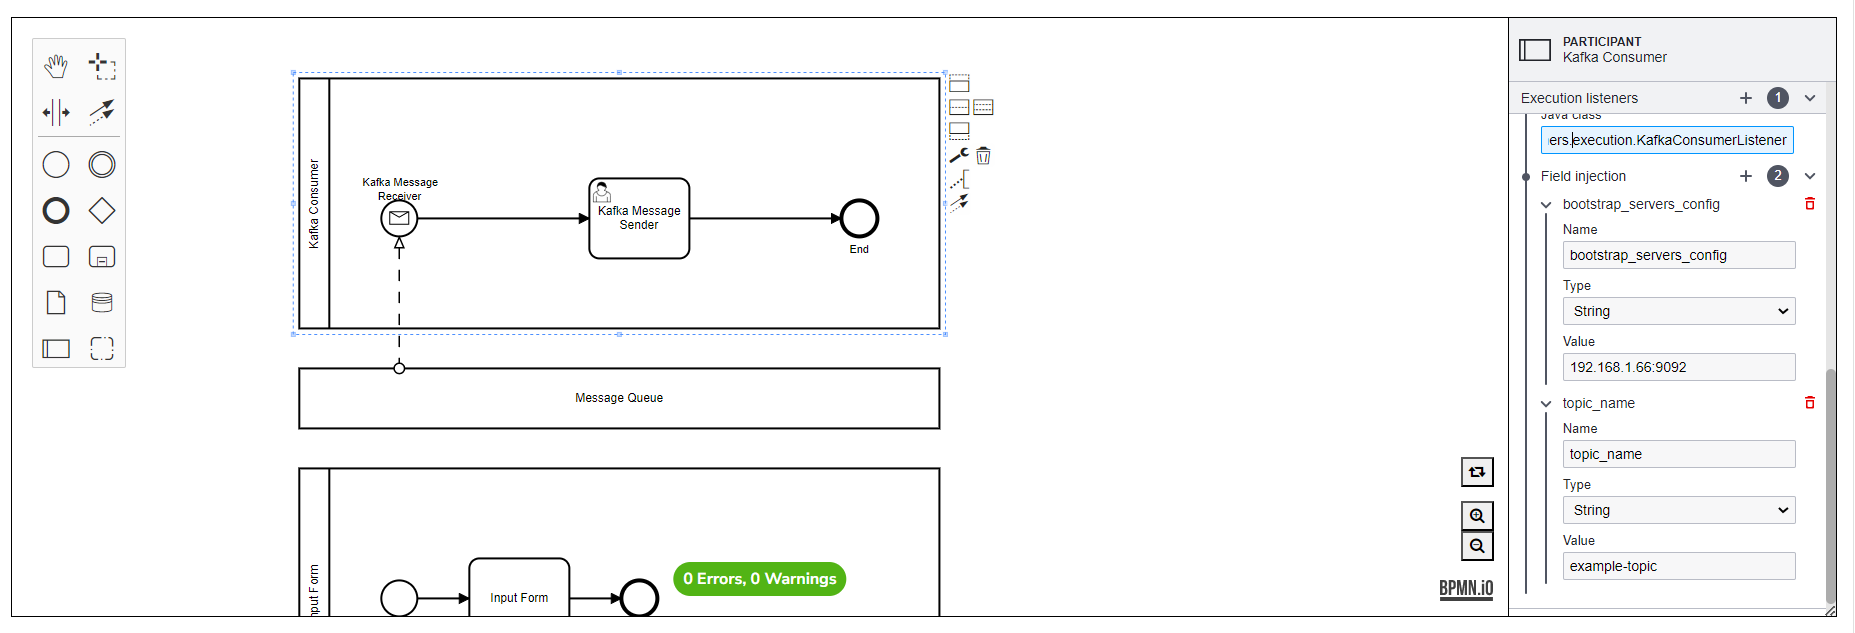 Kafka Consumer
Kafka Message
Receiver
Kafka Message
Sender
End
Message Queue
Input Form
0 Errors, 0 Warnings
BPMN.iO
PARTICIPANT
Kafka Consumer
Execution listeners
1
Java class
ers.execution.KafkaConsumerListener
Field injection
2
bootstrap_servers_config
Name
bootstrap_servers_config
Type
String
Value
192.168.1.66:9092
topic_name
Name
topic_name
Type
String
Value
example-topic